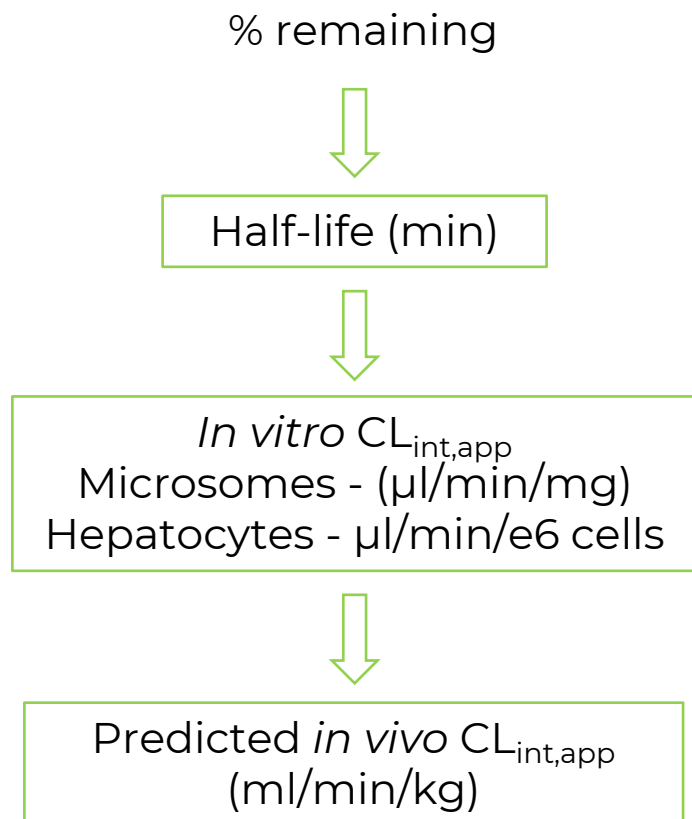 % remaining
Half-life (min)
In vitro CLint,app
Microsomes - (µl/min/mg)
Hepatocytes - µl/min/e6 cells
Predicted in vivo CLint,app
(ml/min/kg)